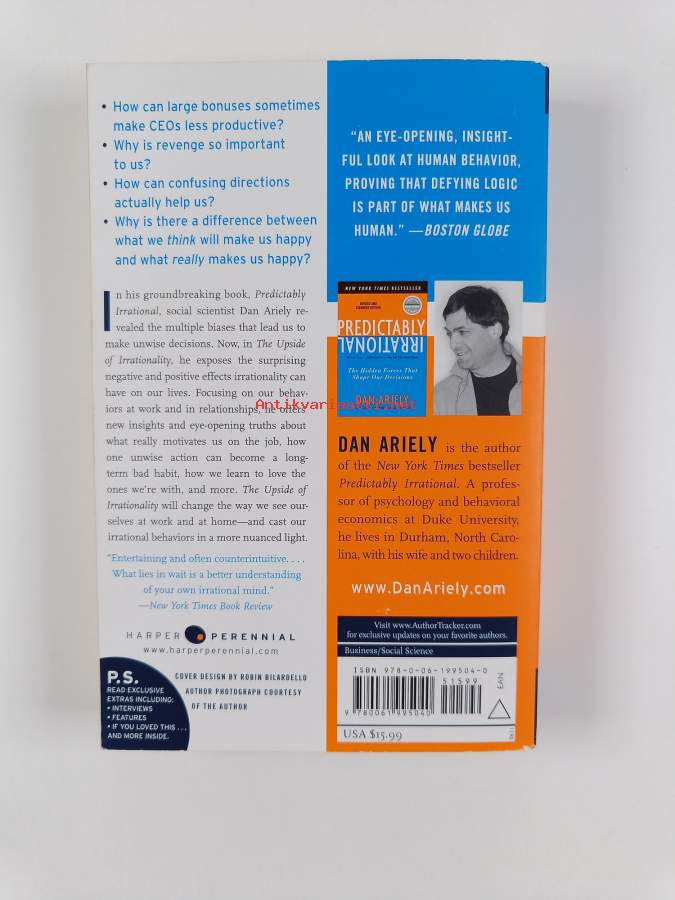 • How can large bonuses sometimes
make CEOs less productive?
• Why is revenge so important
to us?
• How can confusing directions
actually help us?
• Why is there a difference between
what we think will make us happy
and what really makes us happy?
In his groundbreaking book, Predictably
Irrational, social scientist Dan Ariely re-
vealed the multiple biases that lead us to
make unwise decisions. Now, in The Upside
of Irrationality, he exposes the surprising
negative and positive effects irrationality can
have on our lives. Focusing on our behav-
iors at work and in relationships, he offers
new insights and eye-opening truths about
what really motivates us on the job, how
one unwise action can become a long-
term bad habit, how we learn to love the
ones we're with, and more. The Upside of
Irrationality will change the way we see our-
selves at work and at home—and cast our
irrational behaviors in a more nuanced light.
"Entertaining and often counterintuitive. . . .
What lies in wait is a better understanding
of your own irrational mind."
—New York Times Book Review
HARPER PERENNIAL
www.harperperennial.com
P.S.
READ EXCLUSIVE
EXTRAS INCLUDING:
• INTERVIEWS
• FEATURES
• IF YOU LOVED THIS . . .
AND MORE INSIDE.
COVER DESIGN BY ROBIN BILARDELLO
AUTHOR PHOTOGRAPH COURTESY
OF THE AUTHOR
"AN EYE-OPENING, INSIGHT-
FUL LOOK AT HUMAN BEHAVIOR,
PROVING THAT DEFYING LOGIC
IS PART OF WHAT MAKES US
HUMAN." —BOSTON GLOBE
NEW YORK TIMES BESTSELLER
REVISED AND
EXPANDED EDITION
PREDICTABLY
IRRATIONAL
The Hidden Forces That
Shape Our Decisions
DAN ARIELY
Antikvariaatti.net
DAN ARIELY is the author
of the New York Times bestseller
Predictably Irrational. A profes-
sor of psychology and behavioral
economics at Duke University,
he lives in Durham, North Caro-
lina, with his wife and two children.
www.DanAriely.com
Visit www.AuthorTracker.com
for exclusive updates on your favorite authors.
Business/Social Science
ISBN 978-0-06-199504-0
51599
EAN
9 780061 995040
USA $15.99